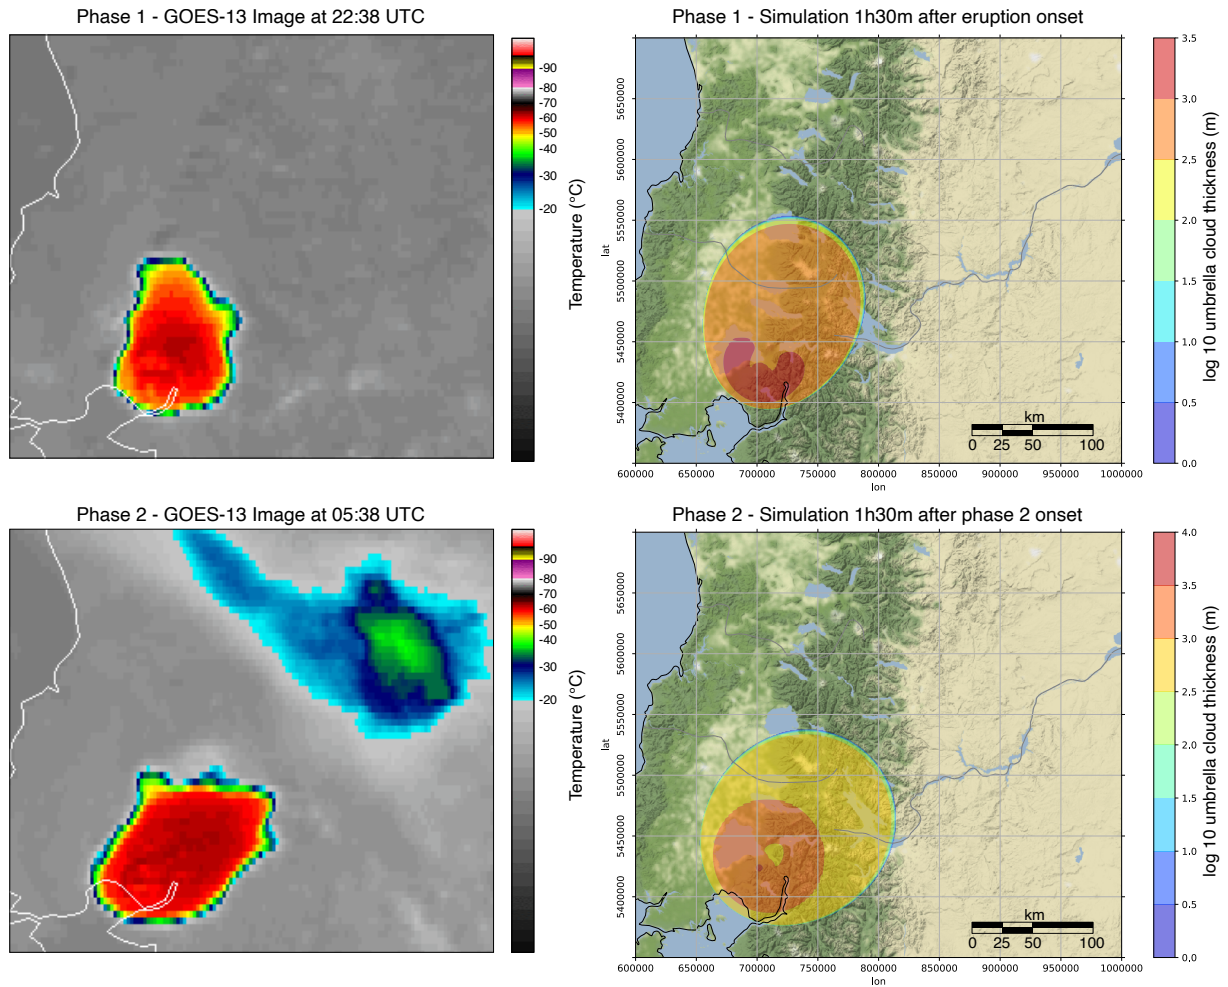 Phase 1 - GOES-13 Image at 22:38 UTC
-90
-80
-70
-60
-50
-40
-30
-20
Temperature (°C)
Phase 1 - Simulation 1h30m after eruption onset
5650000
5600000
5550000
5500000
5450000
5400000
lat
600000 650000 700000 750000 800000 850000 900000 950000 1000000
lon
km
0 25 50 100
3.5
3.0
2.5
2.0
1.5
1.0
0.5
0.0
log 10 umbrella cloud thickness (m)
Phase 2 - GOES-13 Image at 05:38 UTC
-90
-80
-70
-60
-50
-40
-30
-20
Temperature (°C)
Phase 2 - Simulation 1h30m after phase 2 onset
5650000
5600000
5550000
5500000
5450000
5400000
lat
600000 650000 700000 750000 800000 850000 900000 950000 1000000
lon
km
0 25 50 100
4.0
3.5
3.0
2.5
2.0
1.5
1.0
0.5
0.0
log 10 umbrella cloud thickness (m)